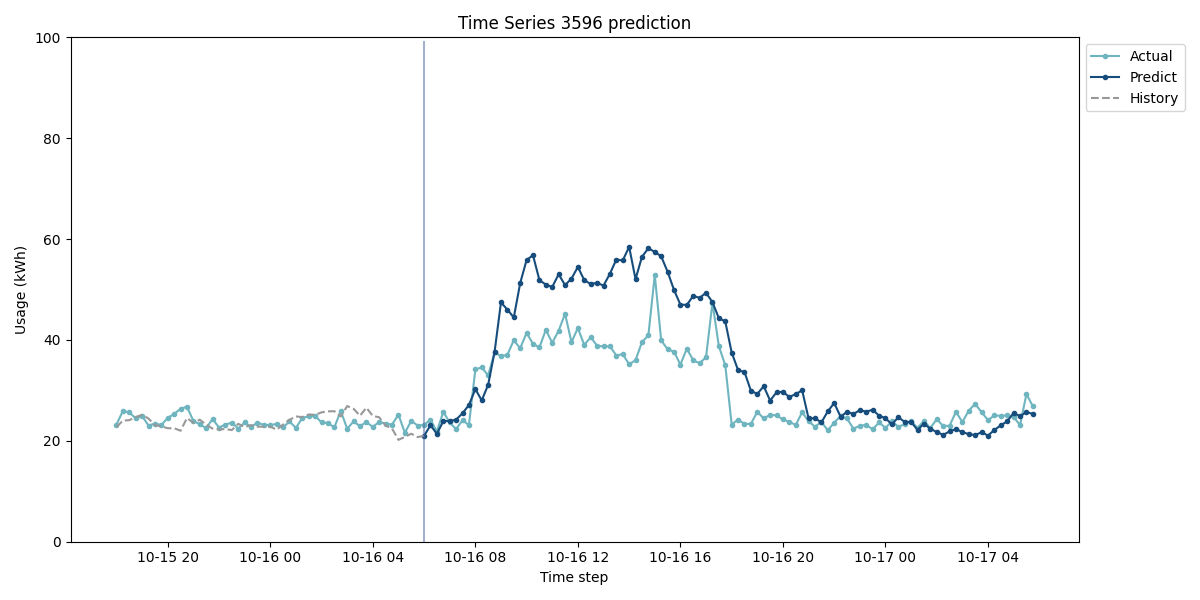 Time Series 3596 prediction
100
80
60
40
20
0
Usage (kWh)
10-15 20
10-16 00
10-16 04
10-16 08
10-16 12
10-16 16
10-16 20
10-17 00
10-17 04
Time step
Actual
Predict
History